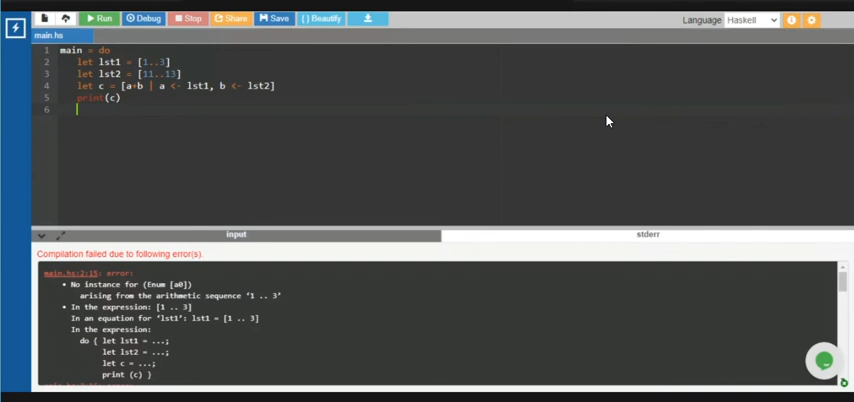 Run Debug Stop Share Save { } Beautify Language Haskell
main.hs
1 main = do
2 let lst1 = [1..3]
3 let lst2 = [11..13]
4 let c = [a+b | a <- lst1, b <- lst2]
5 print(c)
6
input stderr
Compilation failed due to following error(s).
main.hs:2:15: error:
• No instance for (Enum [a0])
arising from the arithmetic sequence ‘1 .. 3’
• In the expression: [1 .. 3]
In an equation for ‘lst1’: lst1 = [1 .. 3]
In the expression:
do { let lst1 = ...;
let lst2 = ...;
let c = ...;
print (c) }